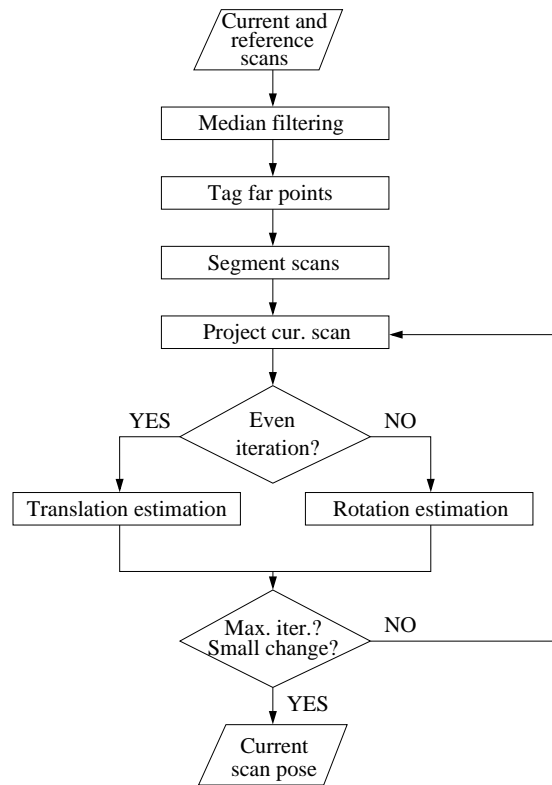 Current and
reference
scans
Median filtering
Tag far points
Segment scans
Project cur. scan
Even
iteration?
YES
NO
Translation estimation
Rotation estimation
Max. iter.?
Small change?
NO
YES
Current
scan pose